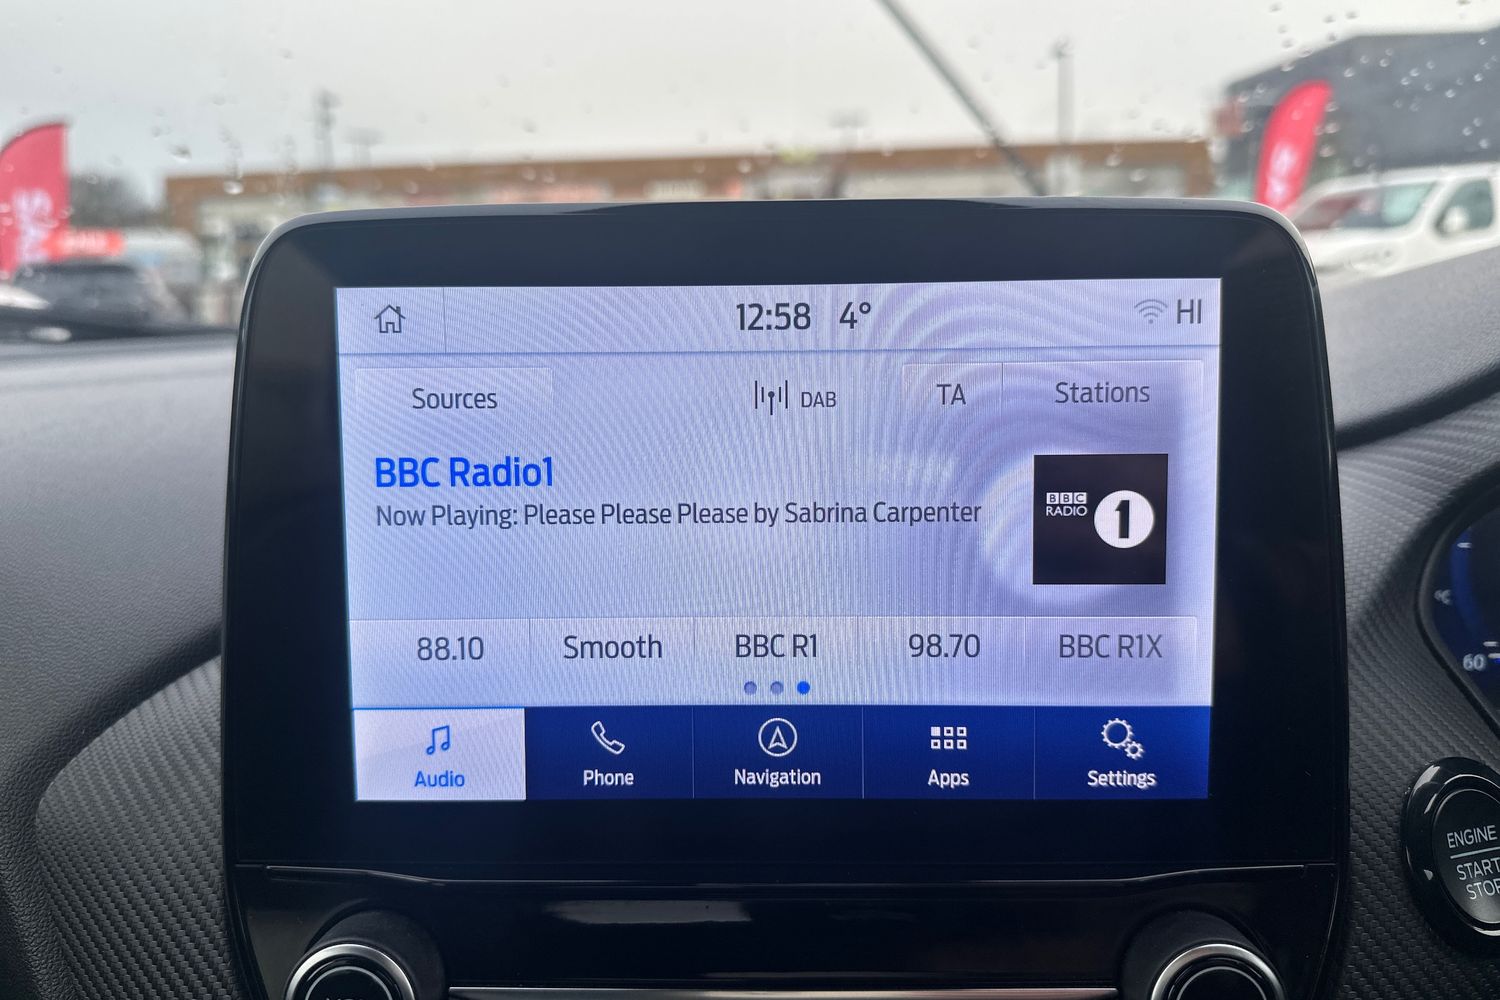 12:58 4° HI
Sources DAB TA Stations
BBC Radio1
Now Playing: Please Please Please by Sabrina Carpenter
BBC
RADIO 1
88.10 Smooth BBC R1 98.70 BBC R1X
Audio Phone Navigation Apps Settings
60
ENGINE
START
STOP